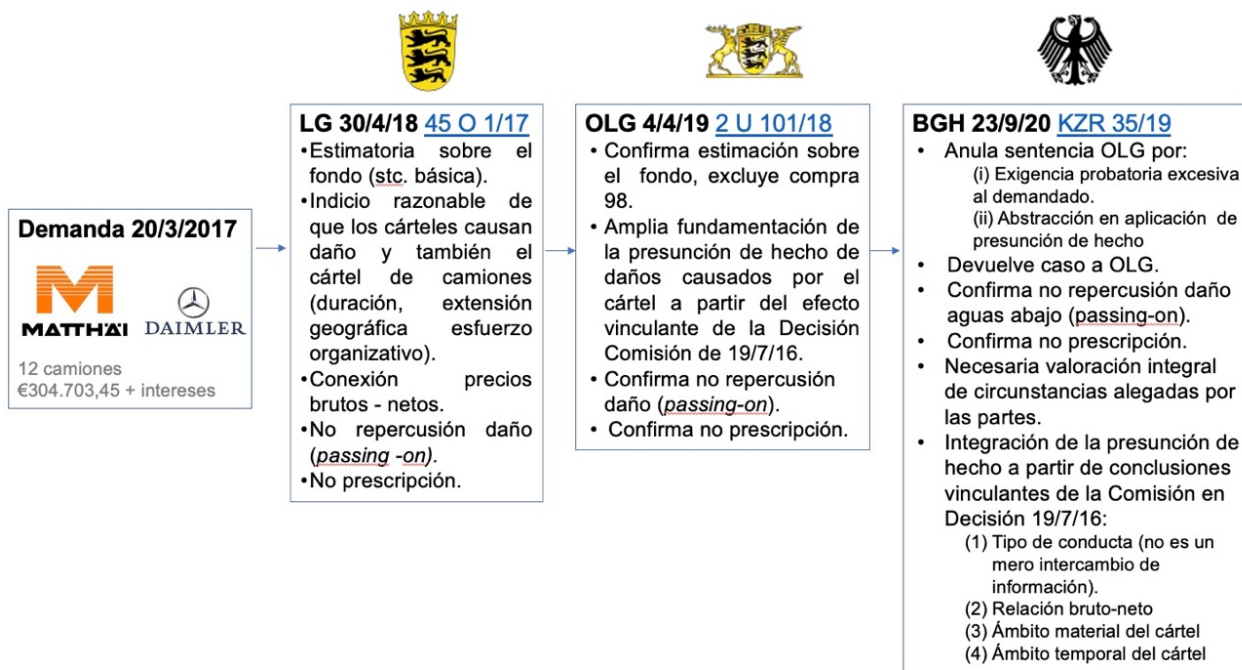 Demanda 20/3/2017
MATTHÄI
DAIMLER
12 camiones
€304.703,45 + intereses
LG 30/4/18 45 O 1/17
•Estimatoria sobre el
fondo (stc. básica).
•Indicio razonable de
que los cárteles causan
daño y también el
cártel de camiones
(duración, extensión
geográfica esfuerzo
organizativo).
•Conexión precios
brutos - netos.
•No repercusión daño
(passing -on).
•No prescripción.
OLG 4/4/19 2 U 101/18
• Confirma estimación sobre
el fondo, excluye compra
98.
• Amplia fundamentación de
la presunción de hecho de
daños causados por el
cártel a partir del efecto
vinculante de la Decisión
Comisión de 19/7/16.
• Confirma no repercusión
daño (passing-on).
• Confirma no prescripción.
BGH 23/9/20 KZR 35/19
• Anula sentencia OLG por:
(i) Exigencia probatoria excesiva
al demandado.
(ii) Abstracción en aplicación de
presunción de hecho
• Devuelve caso a OLG.
• Confirma no repercusión daño
aguas abajo (passing-on).
• Confirma no prescripción.
• Necesaria valoración integral
de circunstancias alegadas por
las partes.
• Integración de la presunción de
hecho a partir de conclusiones
vinculantes de la Comisión en
Decisión 19/7/16:
(1) Tipo de conducta (no es un
mero intercambio de
información).
(2) Relación bruto-neto
(3) Ámbito material del cártel
(4) Ámbito temporal del cártel